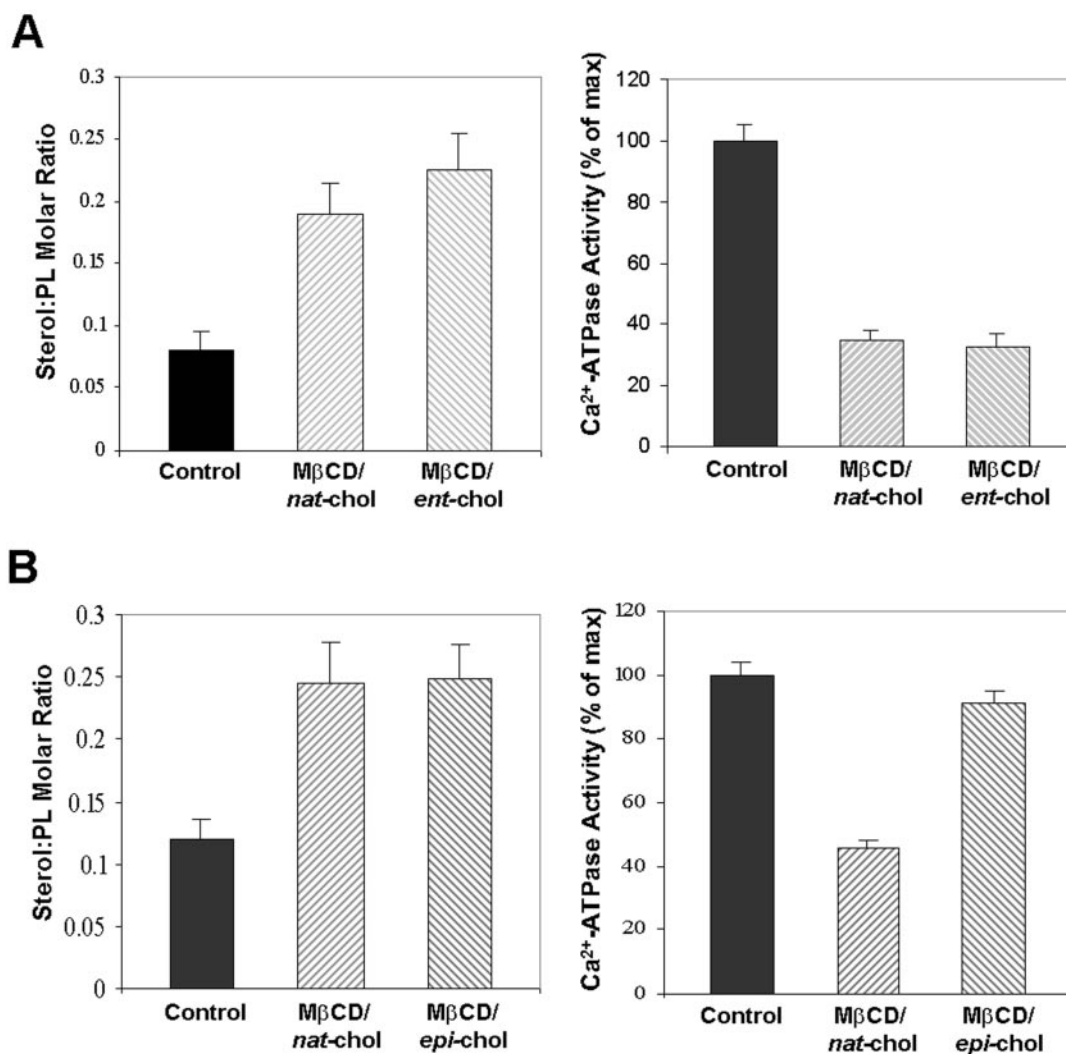 A
Sterol:PL Molar Ratio
0.3
0.25
0.2
0.15
0.1
0.05
0
Control
MβCD/
nat-chol
MβCD/
ent-chol
Ca²⁺-ATPase Activity (% of max)
120
100
80
60
40
20
0
Control
MβCD/
nat-chol
MβCD/
ent-chol
B
Sterol:PL Molar Ratio
0.3
0.25
0.2
0.15
0.1
0.05
0
Control
MβCD/
nat-chol
MβCD/
epi-chol
Ca²⁺-ATPase Activity (% of max)
120
100
80
60
40
20
0
Control
MβCD/
nat-chol
MβCD/
epi-chol